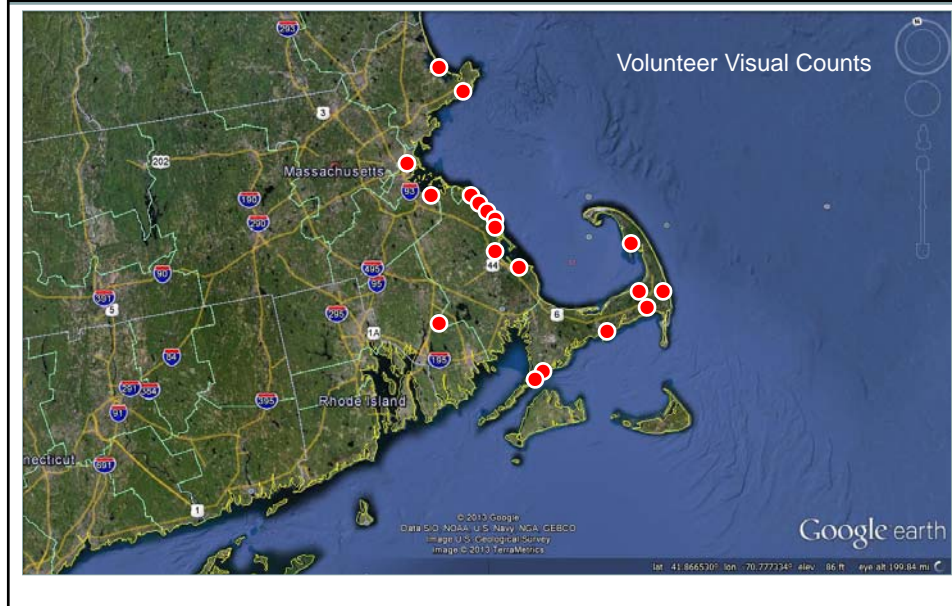 Volunteer Visual Counts
N
293
3
202
Massachusetts
93
190
290
44
495
90
95
391
5
6
295
1A
195
291
384
395
91
Rhode Island
necticut
691
1
© 2013 Google
Data SIO, NOAA, U.S. Navy, NGA, GEBCO
Image U.S. Geological Survey
Image © 2013 TerraMetrics
Google earth
lat 41.866530° lon -70.777334° elev 86 ft eye alt 199.84 mi